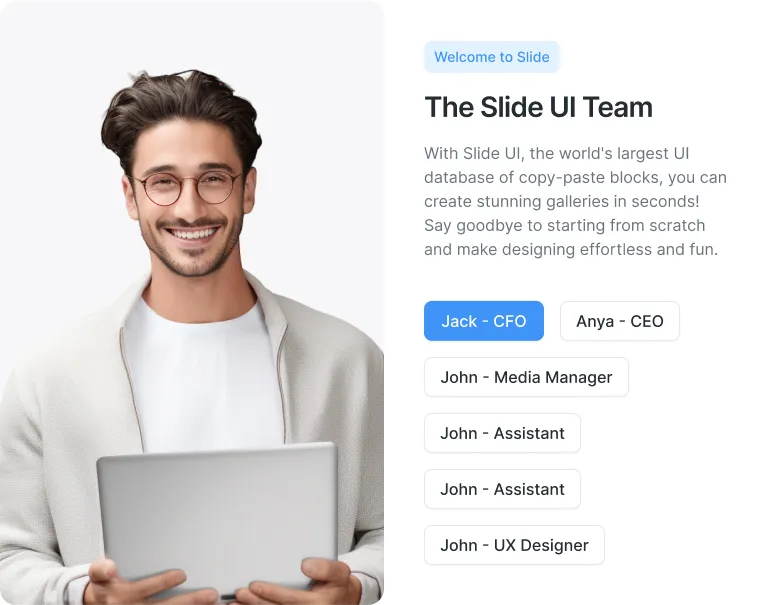 Welcome to Slide
The Slide UI Team
With Slide UI, the world's largest UI
database of copy-paste blocks, you can
create stunning galleries in seconds!
Say goodbye to starting from scratch
and make designing effortless and fun.
Jack - CFO
Anya - CEO
John - Media Manager
John - Assistant
John - Assistant
John - UX Designer